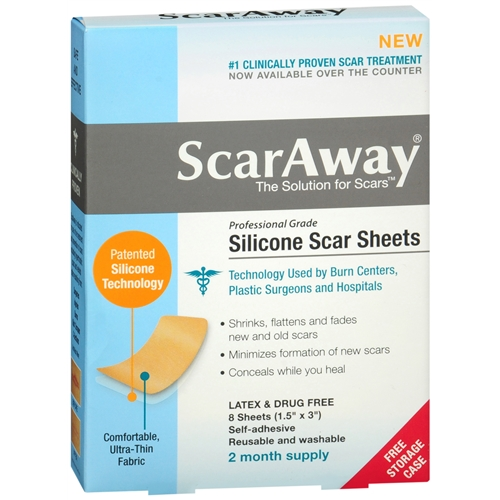 NEW
#1 CLINICALLY PROVEN SCAR TREATMENT
NOW AVAILABLE OVER THE COUNTER
ScarAway®
The Solution for Scars™
Professional Grade
Silicone Scar Sheets
Patented
Silicone
Technology
Technology Used by Burn Centers,
Plastic Surgeons and Hospitals
• Shrinks, flattens and fades
new and old scars
• Minimizes formation of new scars
• Conceals while you heal
Comfortable,
Ultra-Thin
Fabric
LATEX & DRUG FREE
8 Sheets (1.5" x 3")
Self-adhesive
Reusable and washable
2 month supply
FREE
STORAGE
CASE